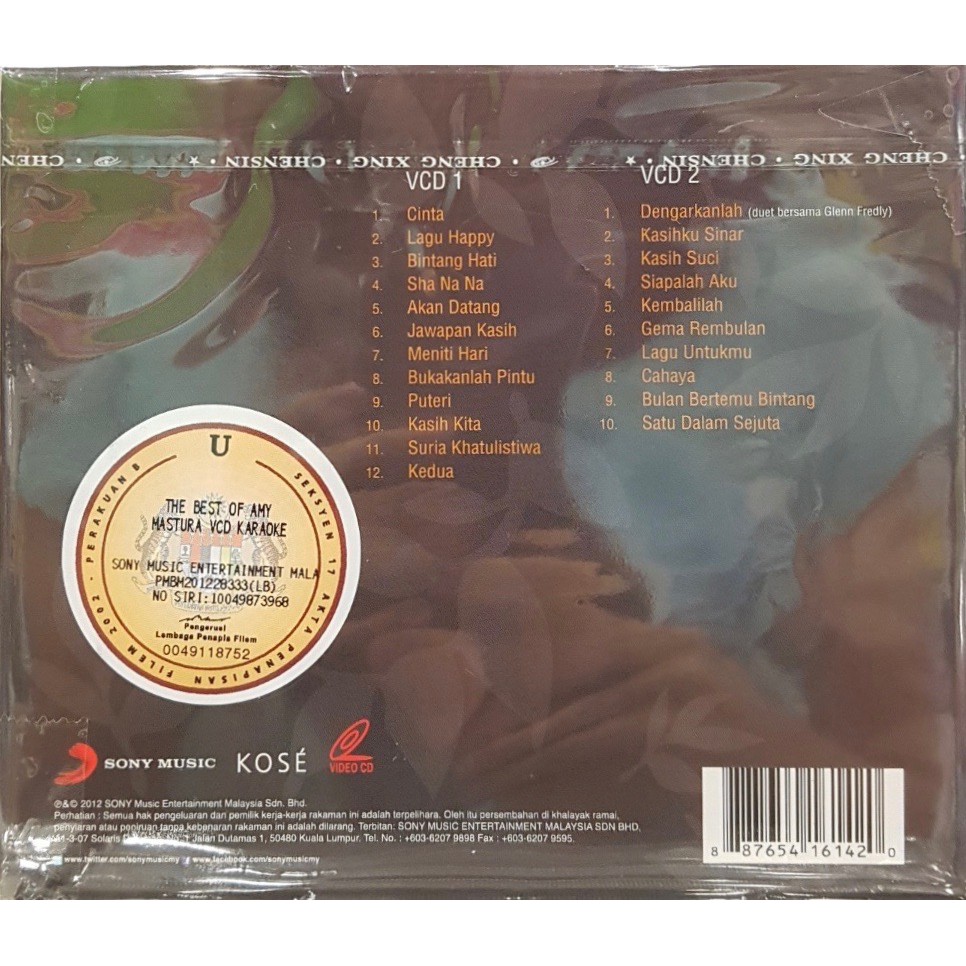 CHEN
CHENSIN ★ • CHENG XING • CHENSIN ★ • CHENG XING •
VCD 1
1. Cinta
2. Lagu Happy
3. Bintang Hati
4. Sha Na Na
5. Akan Datang
6. Jawapan Kasih
7. Meniti Hari
8. Bukakanlah Pintu
9. Puteri
10. Kasih Kita
11. Suria Khatulistiwa
12. Kedua
VCD 2
1. Dengarkanlah (duet bersama Glenn Fredly)
2. Kasihku Sinar
3. Kasih Suci
4. Siapalah Aku
5. Kembalilah
6. Gema Rembulan
7. Lagu Untukmu
8. Cahaya
9. Bulan Bertemu Bintang
10. Satu Dalam Sejuta
U
PERAKUAN B
SEKSYEN 17 AKTA PENAPISAN FILEM 2002
THE BEST OF AMY
MASTURA VCD KARAOKE
SONY MUSIC ENTERTAINMENT MALA
PMBM201228333(LB)
NO SIRI:10049873968
Pengerusi
Lembaga Penapis Filem
0049118752
SONY MUSIC
KOSÉ
VIDEO CD
℗&© 2012 SONY Music Entertainment Malaysia Sdn. Bhd.
Perhatian : Semua hak pengeluaran dan pemilik kerja-kerja rakaman ini adalah terpelihara. Oleh itu persembahan di khalayak ramai,
penyiaran atau peniruan tanpa kebenaran rakaman ini adalah dilarang. Terbitan: SONY MUSIC ENTERTAINMENT MALAYSIA SDN BHD,
A1-3-07 Solaris Jalan Dutamas 1, 50480 Kuala Lumpur. Tel. No. : +603-6207 9898 Fax : +603-6207 9595.
www.twitter.com/sonymusicmy www.facebook.com/sonymusicmy
8 87654 16142 0